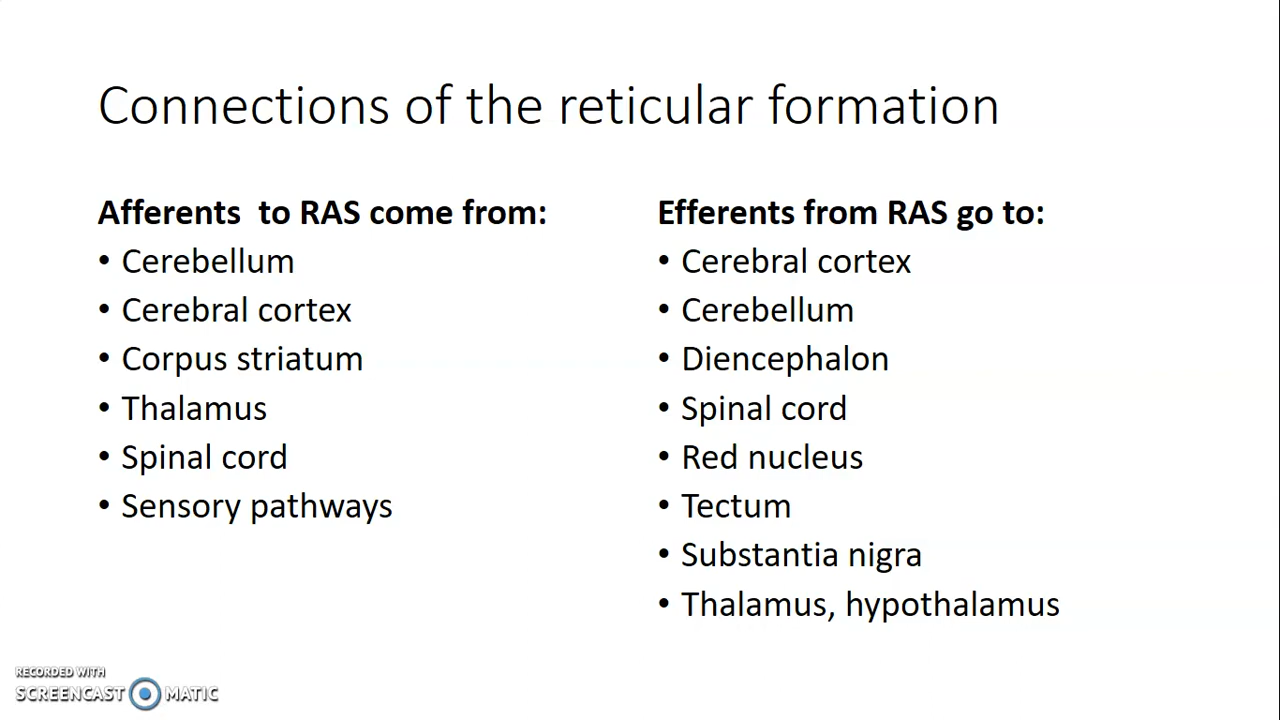 Connections of the reticular formation
Afferents  to RAS come from:
• Cerebellum
• Cerebral cortex
• Corpus striatum
• Thalamus
• Spinal cord
• Sensory pathways
Efferents from RAS go to:
• Cerebral cortex
• Cerebellum
• Diencephalon
• Spinal cord
• Red nucleus
• Tectum
• Substantia nigra
• Thalamus, hypothalamus
RECORDED WITH
SCREENCAST MATIC